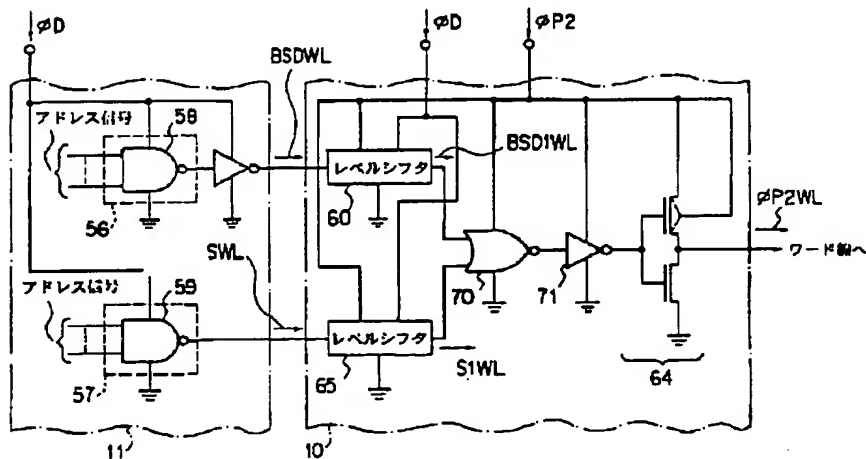 φD
φD
φP2
BSDWL
アドレス信号
58
56
レベルシフタ
60
BSD1WL
φP2WL
ワード線へ
SWL
70
71
アドレス信号
59
57
レベルシフタ
65
S1WL
64
11
10